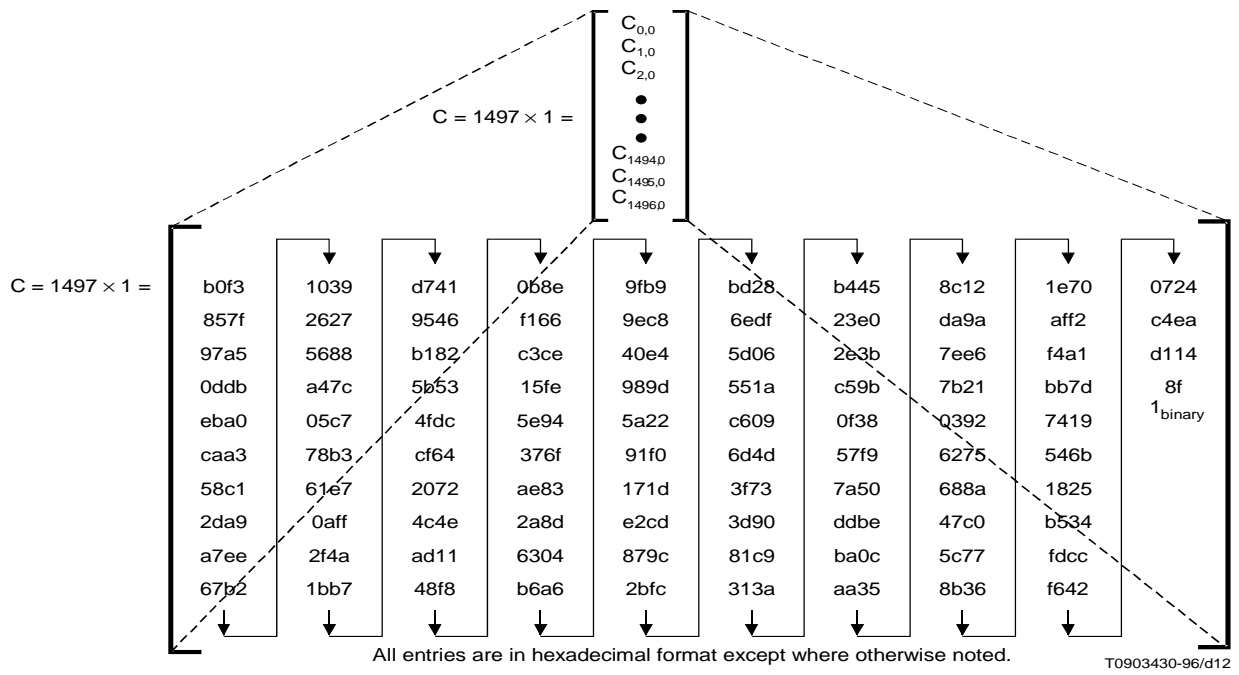 C0,0
C1,0
C2,0
C = 1497 × 1 =
C1494,0
C1495,0
C1496,0
C = 1497 × 1 =
b0f3 1039 d741 0b8e 9fb9 bd28 b445 8c12 1e70 0724
857f 2627 9546 f166 9ec8 6edf 23e0 da9a aff2 c4ea
97a5 5688 b182 c3ce 40e4 5d06 2e3b 7ee6 f4a1 d114
0ddb a47c 5b53 15fe 989d 551a c59b 7b21 bb7d 8f
eba0 05c7 4fdc 5e94 5a22 c609 0f38 0392 7419 1binary
caa3 78b3 cf64 376f 91f0 6d4d 57f9 6275 546b
58c1 61e7 2072 ae83 171d 3f73 7a50 688a 1825
2da9 0aff 4c4e 2a8d e2cd 3d90 ddbe 47c0 b534
a7ee 2f4a ad11 6304 879c 81c9 ba0c 5c77 fdcc
67b2 1bb7 48f8 b6a6 2bfc 313a aa35 8b36 f642
All entries are in hexadecimal format except where otherwise noted.
T0903430-96/d12